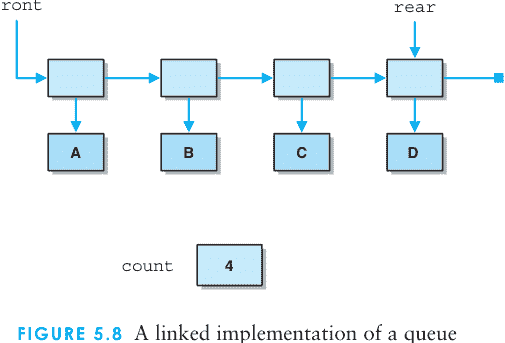 ront
rear
A B C D
count 4
FIGURE 5.8 A linked implementation of a queue